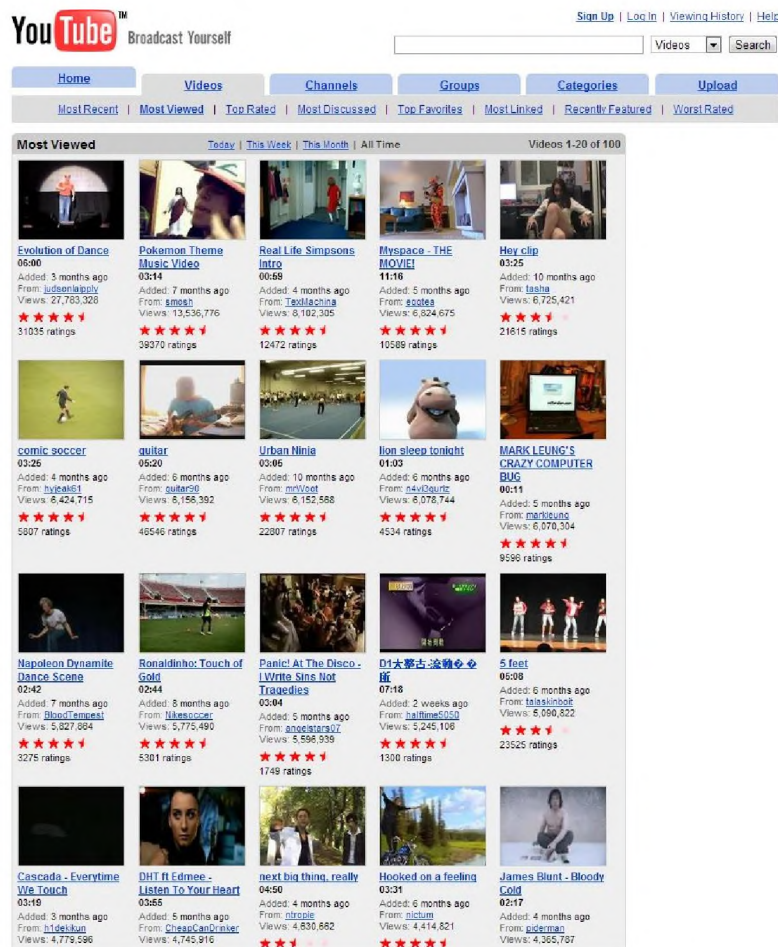 YouTube TM Broadcast Yourself
Sign Up | Log In | Viewing History | Help
Videos Search
Home Videos Channels Groups Categories Upload
Most Recent | Most Viewed | Top Rated | Most Discussed | Top Favorites | Most Linked | Recently Featured | Worst Rated
Most Viewed Today | This Week | This Month | All Time Videos 1-20 of 100
Evolution of Dance
06:00
Added: 3 months ago
From: judsonlaipply
Views: 27,783,328
31035 ratings
Pokemon Theme
Music Video
03:14
Added: 7 months ago
From: smosh
Views: 13,536,776
39370 ratings
Real Life Simpsons
Intro
00:59
Added: 4 months ago
From: TexMachina
Views: 8,102,305
12472 ratings
Myspace - THE
MOVIE!
11:16
Added: 5 months ago
From: eggtea
Views: 6,824,675
10589 ratings
Hey clip
03:25
Added: 10 months ago
From: tasha
Views: 6,725,421
21615 ratings
comic soccer
03:25
Added: 4 months ago
From: hyjeak61
Views: 6,424,715
5807 ratings
guitar
05:20
Added: 6 months ago
From: guitar90
Views: 6,156,392
46546 ratings
Urban Ninja
03:05
Added: 10 months ago
From: mrWoot
Views: 6,152,568
22807 ratings
lion sleep tonight
01:03
Added: 6 months ago
From: n4vi3gurlz
Views: 6,078,744
4534 ratings
MARK LEUNG'S
CRAZY COMPUTER
BUG
00:11
Added: 5 months ago
From: markleung
Views: 6,070,304
9596 ratings
Napoleon Dynamite
Dance Scene
02:42
Added: 7 months ago
From: BloodTempest
Views: 5,827,864
3275 ratings
Ronaldinho: Touch of
Gold
02:44
Added: 8 months ago
From: Nikesoccer
Views: 5,775,490
5301 ratings
Panic! At The Disco -
I Write Sins Not
Tragedies
03:04
Added: 5 months ago
From: angelstars07
Views: 5,596,939
1749 ratings
07:18
Added: 2 weeks ago
From: halftime5050
Views: 5,245,106
1300 ratings
5 feet
05:08
Added: 6 months ago
From: talaskinboit
Views: 5,090,822
23525 ratings
Cascada - Everytime
We Touch
03:19
Added: 3 months ago
From: h1dekikun
Views: 4,779,596
DHT ft Edmee -
Listen To Your Heart
03:55
Added: 5 months ago
From: CheapCanDrinker
Views: 4,745,916
next big thing, really
04:50
Added: 4 months ago
From: ntropie
Views: 4,630,662
Hooked on a feeling
03:31
Added: 6 months ago
From: nictum
Views: 4,414,821
James Blunt - Bloody
Cold
02:17
Added: 4 months ago
From: piderman
Views: 4,365,787